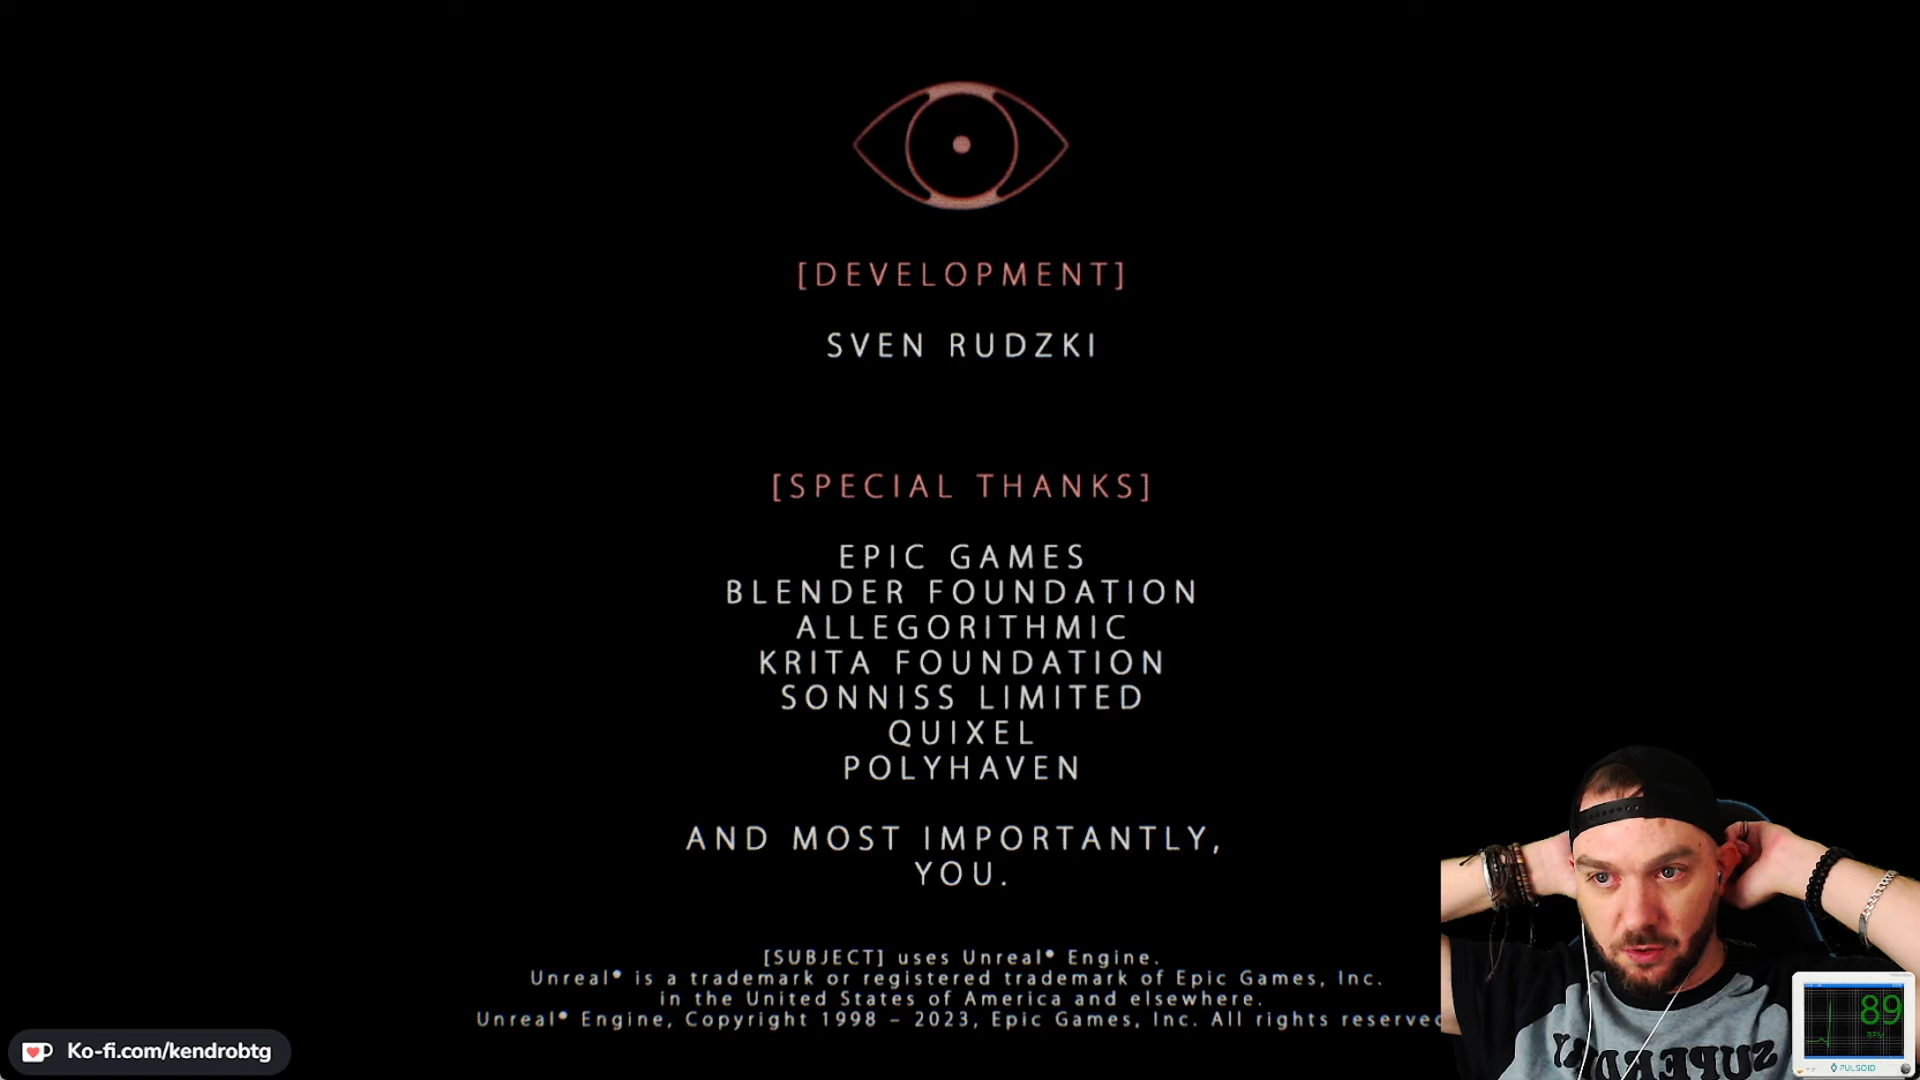 [DEVELOPMENT]
SVEN RUDZKI
[SPECIAL THANKS]
EPIC GAMES
BLENDER FOUNDATION
ALLEGORITHMIC
KRITA FOUNDATION
SONNISS LIMITED
QUIXEL
POLYHAVEN
AND MOST IMPORTANTLY,
YOU.
[SUBJECT] uses Unreal® Engine.
Unreal® is a trademark or registered trademark of Epic Games, Inc.
in the United States of America and elsewhere.
Unreal® Engine, Copyright 1998 – 2023, Epic Games, Inc. All rights reserved
Ko-fi.com/kendrobtg
SUPERDRY
89
BPM
PULSOID